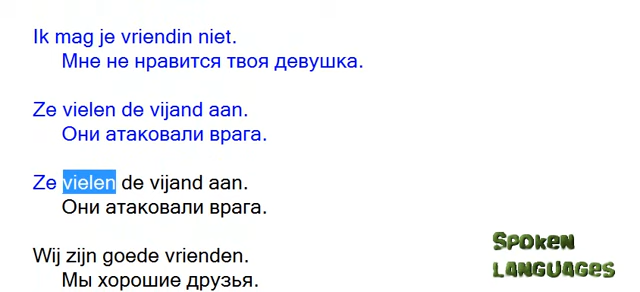 Ik mag je vriendin niet.
Мне не нравится твоя девушка.
Ze vielen de vijand aan.
Они атаковали врага.
Ze vielen de vijand aan.
Они атаковали врага.
Wij zijn goede vrienden.
Мы хорошие друзья.
Spoken
Languages